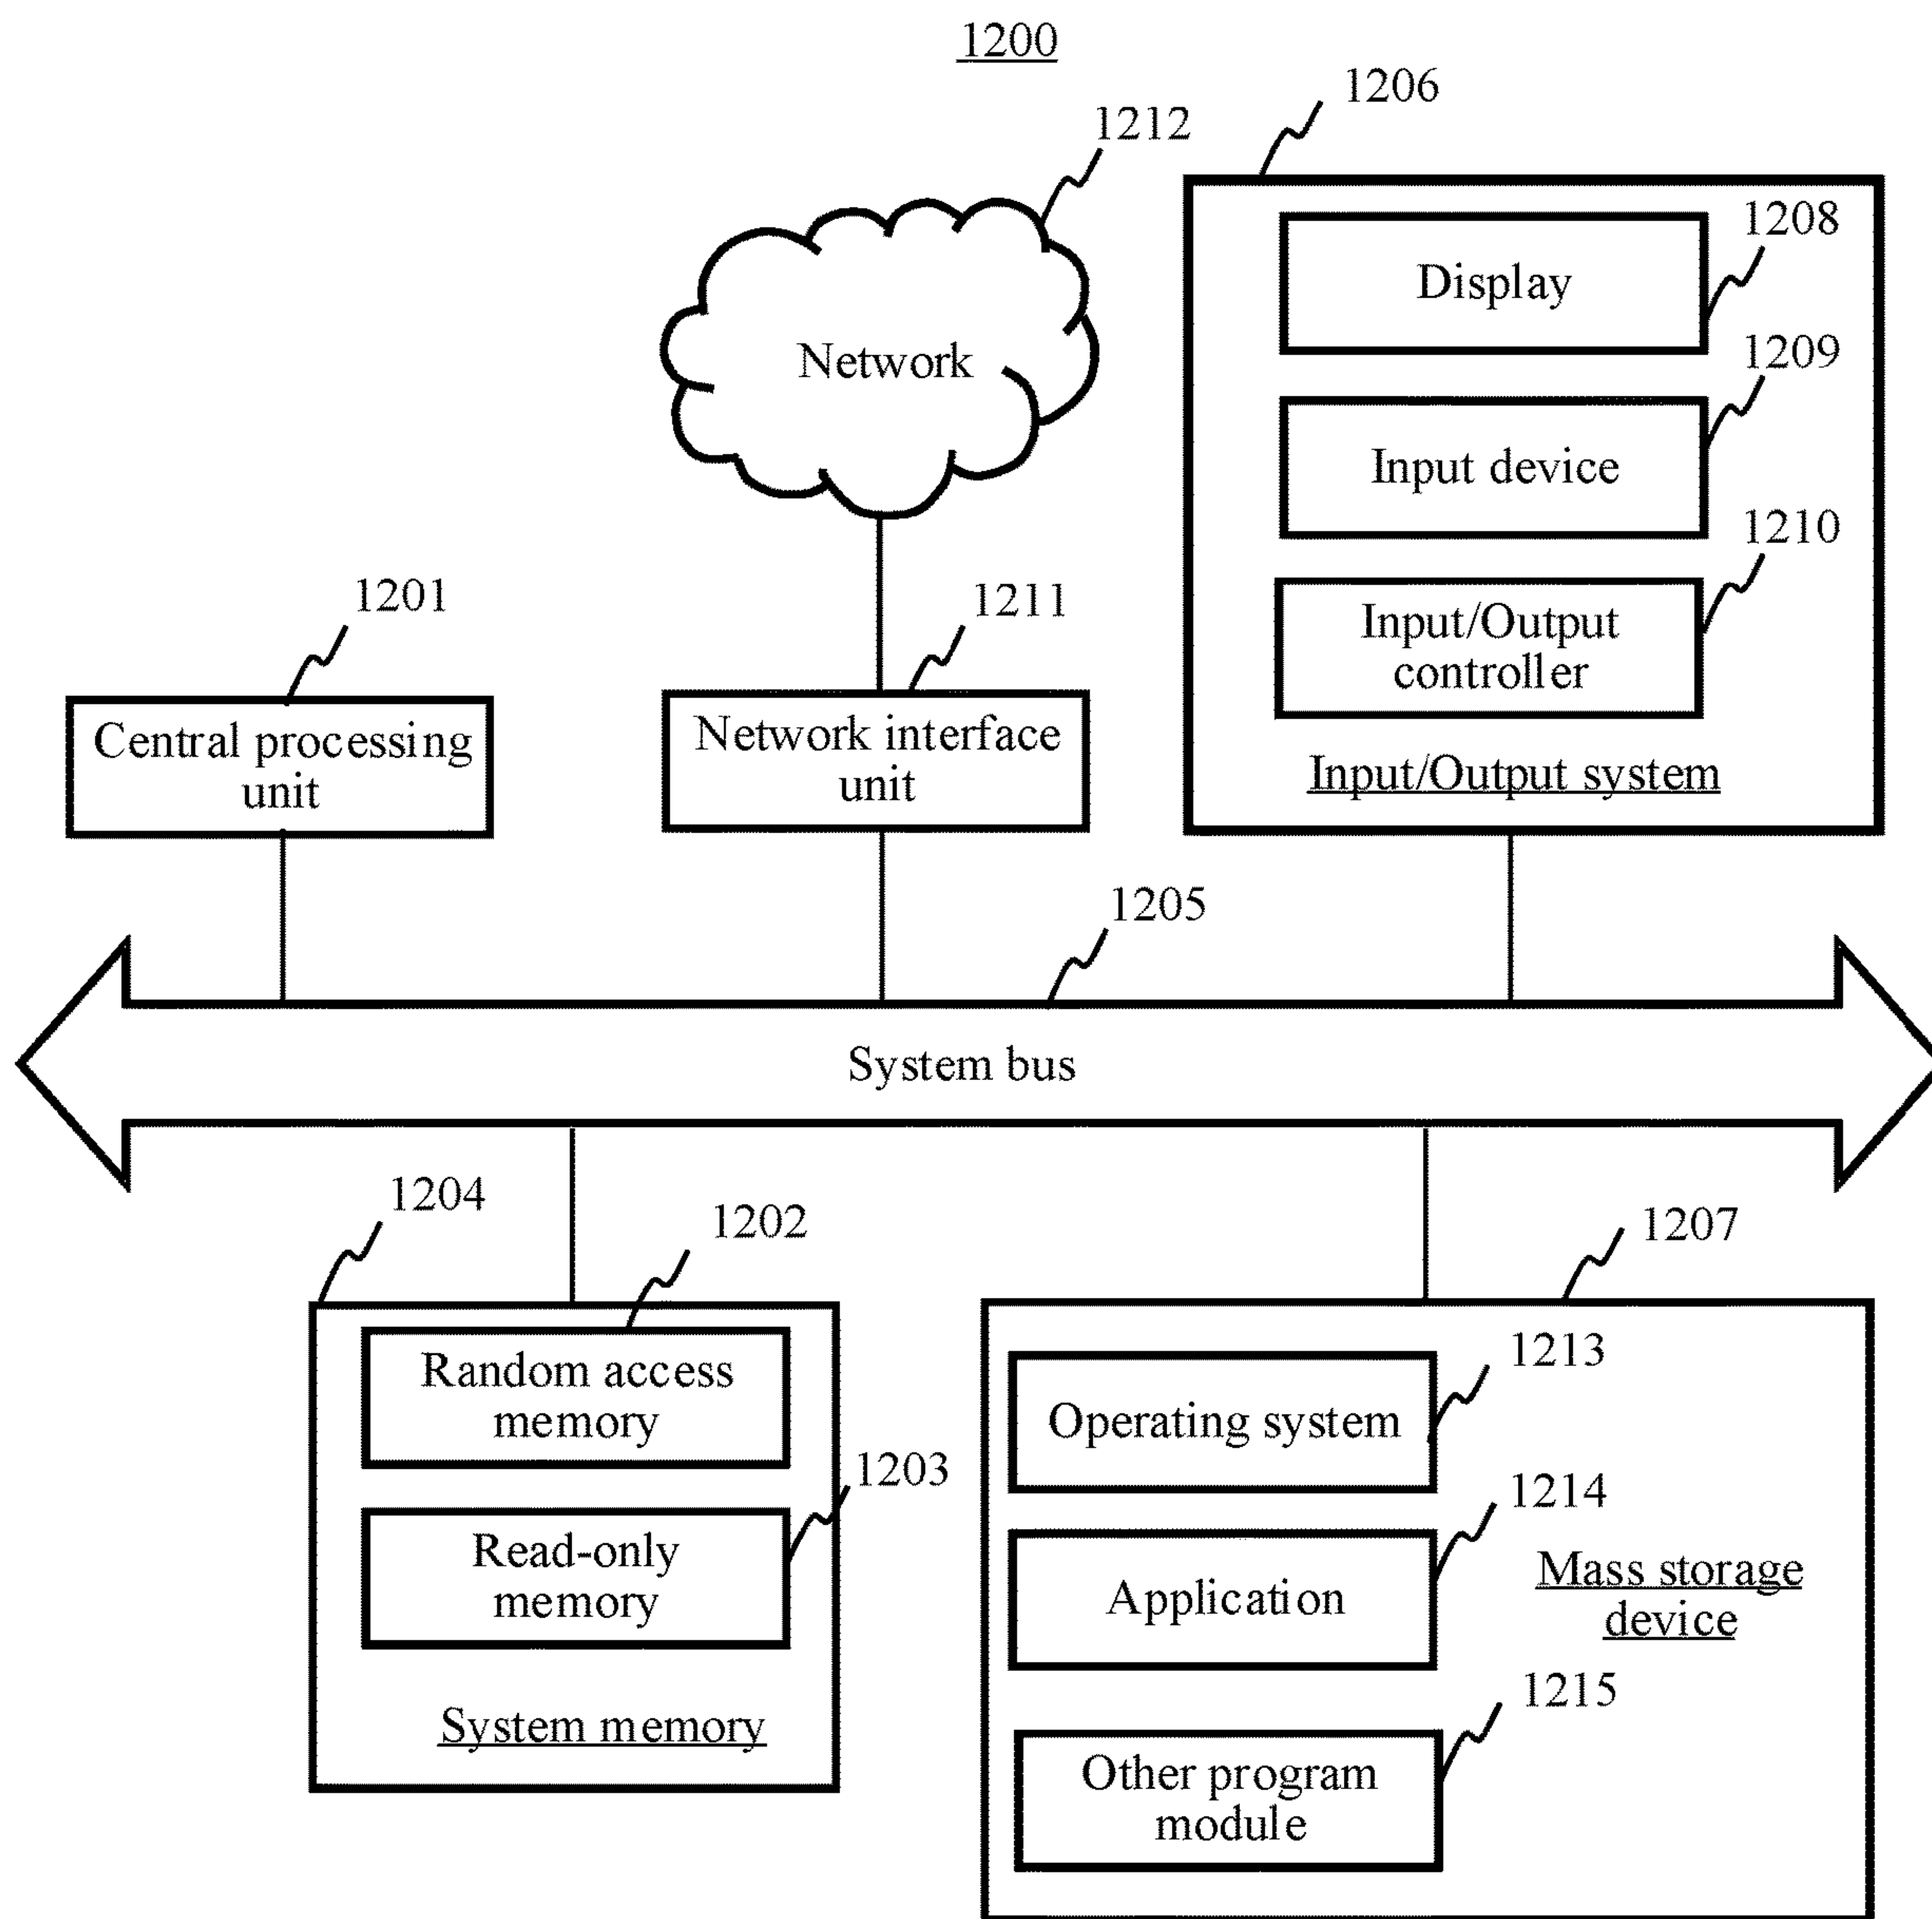 1200
1206
1212
1208
Display
Network
1209
Input device
1210
1201
1211
Input/Output
controller
Central processing
unit
Network interface
unit
Input/Output system
1205
System bus
1204
1202
1207
Random access
memory
1213
Operating system
1203
Read-only
memory
1214
Application
Mass storage
device
System memory
1215
Other program
module